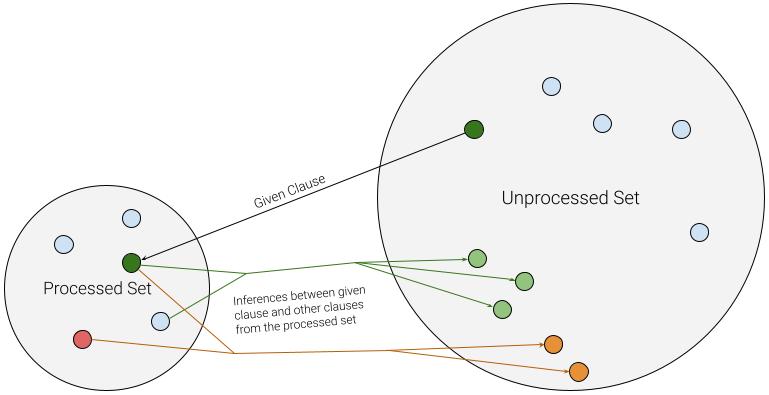 Given Clause
Unprocessed Set
Processed Set
Inferences between given
clause and other clauses
from the processed set